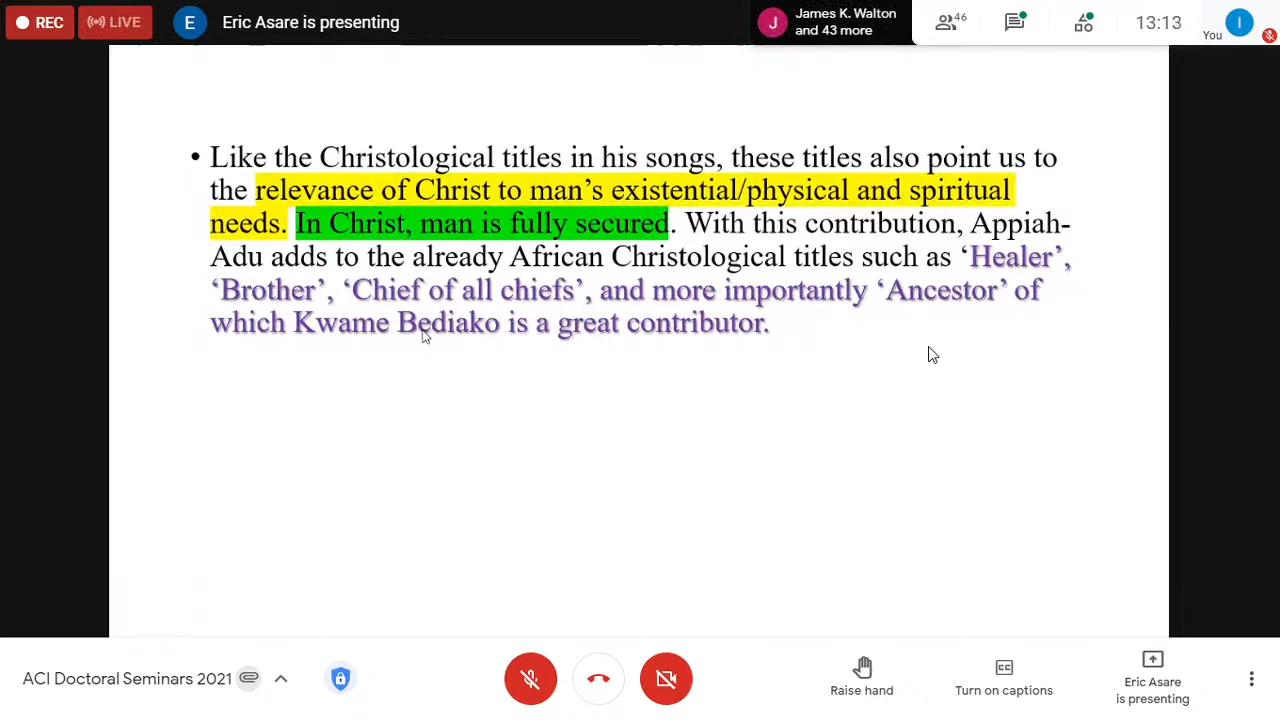 REC
LIVE
E
Eric Asare is presenting
J
James K. Walton
and 43 more
46
13:13
You
I
• Like the Christological titles in his songs, these titles also point us to
the relevance of Christ to man’s existential/physical and spiritual
needs. In Christ, man is fully secured. With this contribution, Appiah-
Adu adds to the already African Christological titles such as ‘Healer’,
‘Brother’, ‘Chief of all chiefs’, and more importantly ‘Ancestor’ of
which Kwame Bediako is a great contributor.
ACI Doctoral Seminars 2021
Raise hand
Turn on captions
Eric Asare
is presenting